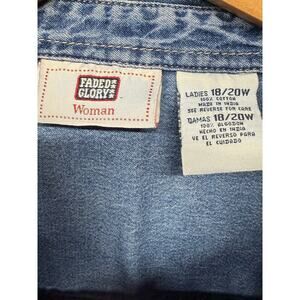 FADED
GLORY
Woman
LADIES 18/20W
100% COTTON
MADE IN INDIA
SEE REVERSE FOR CARE
DAMAS 18/20W
100% ALGODON
HECHO EN INDIA
VE EL REVERSO PARA
EL CUIDADO